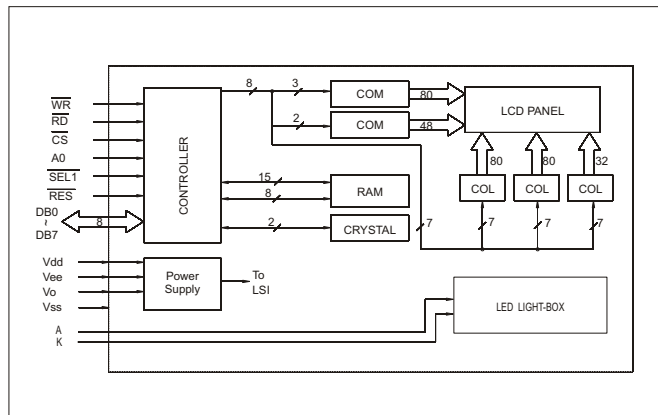 WR
RD
CS
A0
SEL1
RES
DB0
~
DB7
8
CONTROLLER
8
3
COM
80
2
COM
48
LCD PANEL
80
80
32
COL
COL
COL
7
7
7
7
15
8
RAM
2
CRYSTAL
Vdd
Vee
Vo
Vss
Power
Supply
To
LSI
A
K
LED LIGHT-BOX